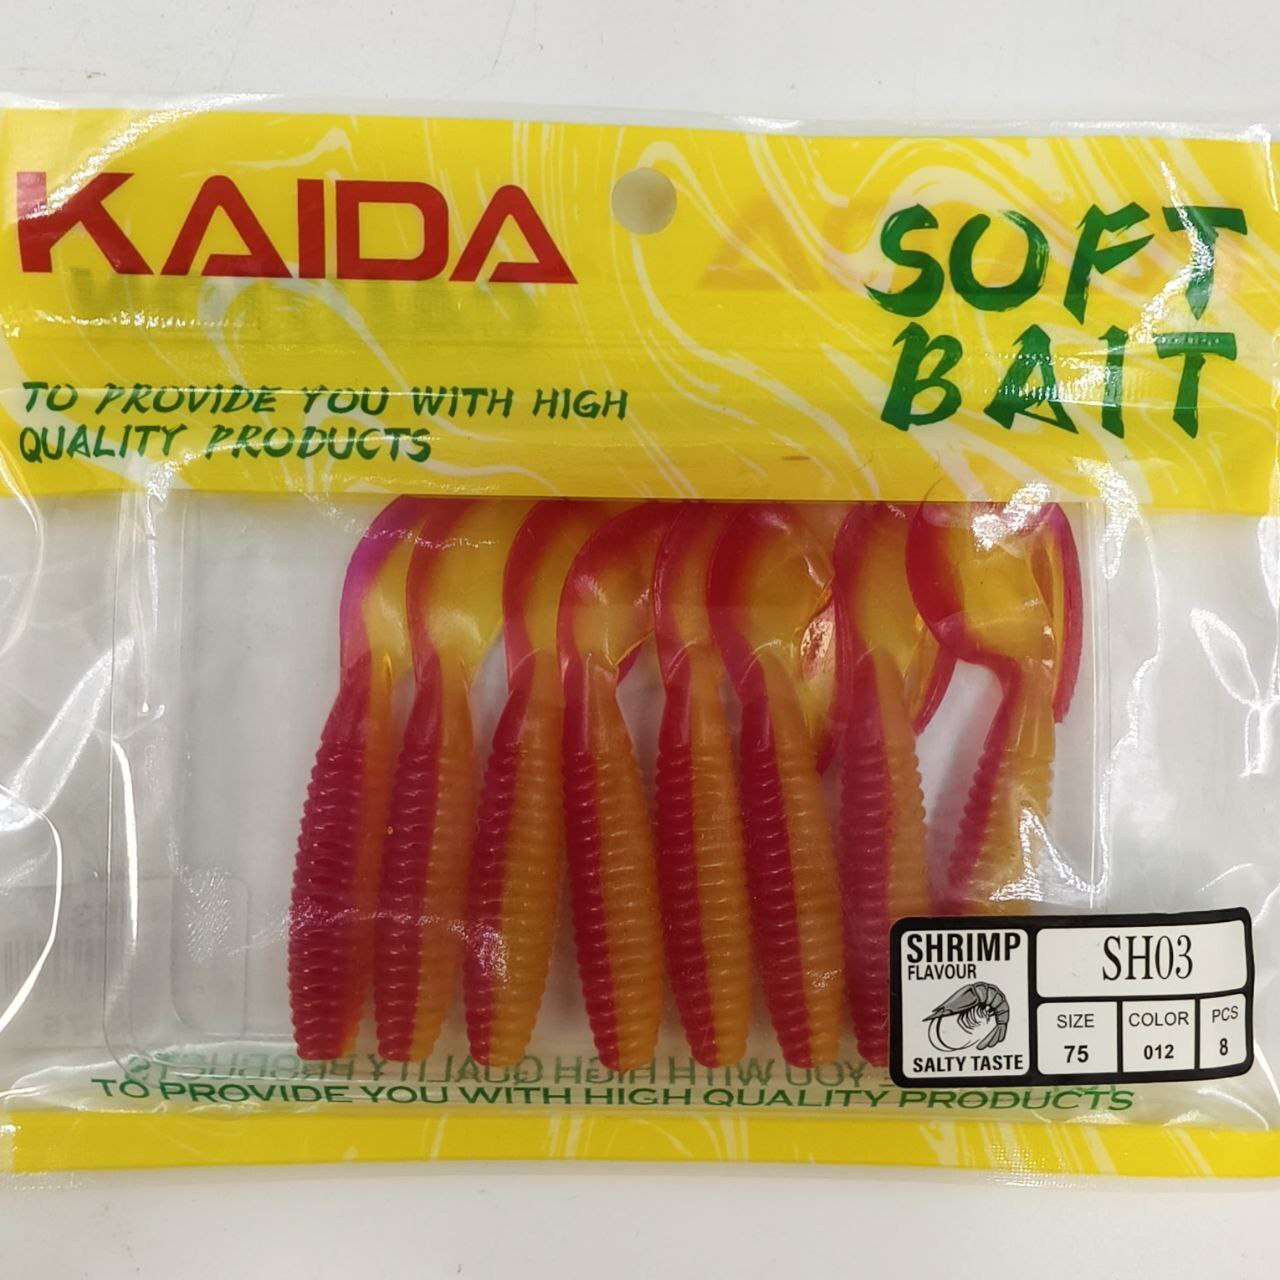 KAIDA
SOFT
BAIT
TO PROVIDE YOU WITH HIGH
QUALITY PRODUCTS
SHRIMP
FLAVOUR
SALTY TASTE
SH03
SIZE
75
COLOR
012
PCS
8
TO PROVIDE YOU WITH HIGH QUALITY PRODUCTS